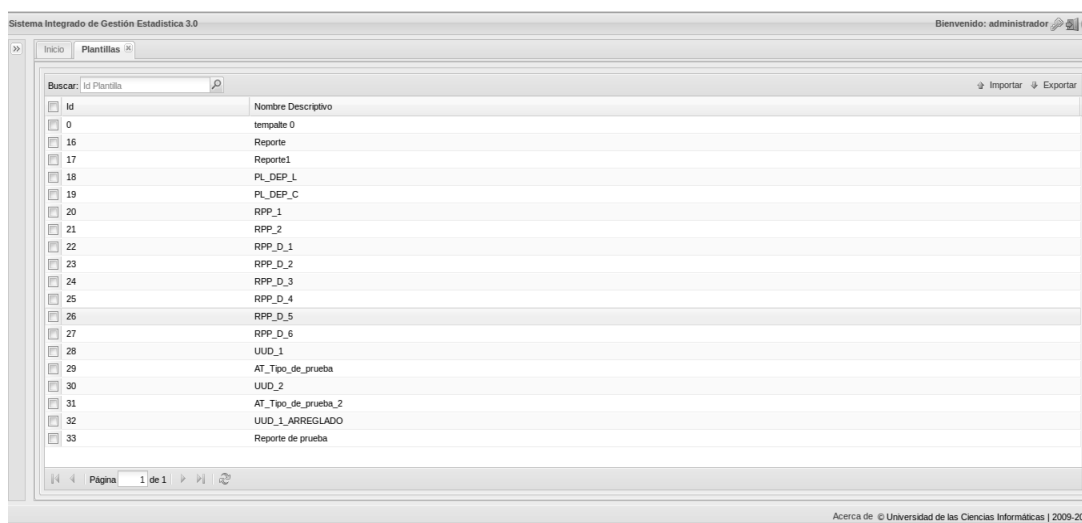 Sistema Integrado de Gestión Estadística 3.0 Bienvenido: administrador
Inicio Plantillas
Buscar: Id Plantilla Importar Exportar
Id Nombre Descriptivo
0 tempalte 0
16 Reporte
17 Reporte1
18 PL_DEP_L
19 PL_DEP_C
20 RPP_1
21 RPP_2
22 RPP_D_1
23 RPP_D_2
24 RPP_D_3
25 RPP_D_4
26 RPP_D_5
27 RPP_D_6
28 UUD_1
29 AT_Tipo_de_prueba
30 UUD_2
31 AT_Tipo_de_prueba_2
32 UUD_1_ARREGLADO
33 Reporte de prueba
Página 1 de 1
Acerca de © Universidad de las Ciencias Informáticas | 2009-20